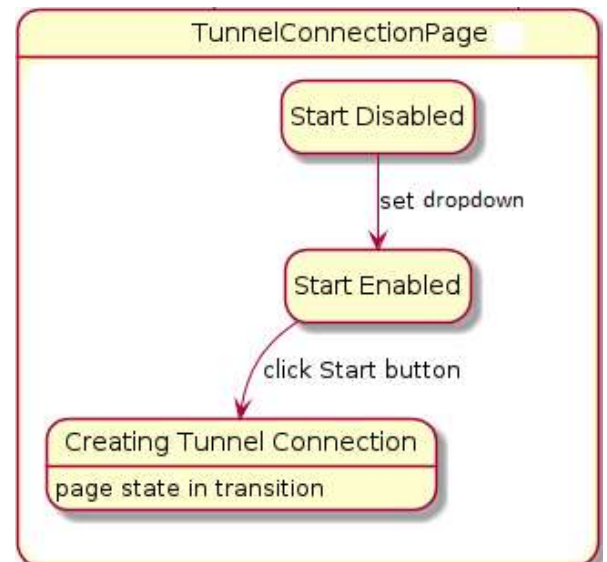 TunnelConnectionPage
Start Disabled
set dropdown
Start Enabled
click Start button
Creating Tunnel Connection
page state in transition